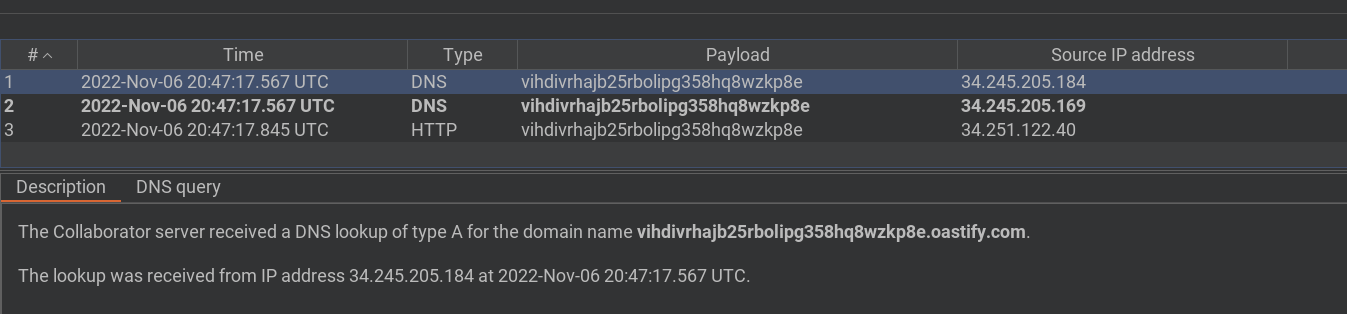 # Time Type Payload Source IP address
1 2022-Nov-06 20:47:17.567 UTC DNS vihdivrhajb25rbolipg358hq8wzkp8e 34.245.205.184
2 2022-Nov-06 20:47:17.567 UTC DNS vihdivrhajb25rbolipg358hq8wzkp8e 34.245.205.169
3 2022-Nov-06 20:47:17.845 UTC HTTP vihdivrhajb25rbolipg358hq8wzkp8e 34.251.122.40
Description DNS query
The Collaborator server received a DNS lookup of type A for the domain name vihdivrhajb25rbolipg358hq8wzkp8e.oastify.com.
The lookup was received from IP address 34.245.205.184 at 2022-Nov-06 20:47:17.567 UTC.